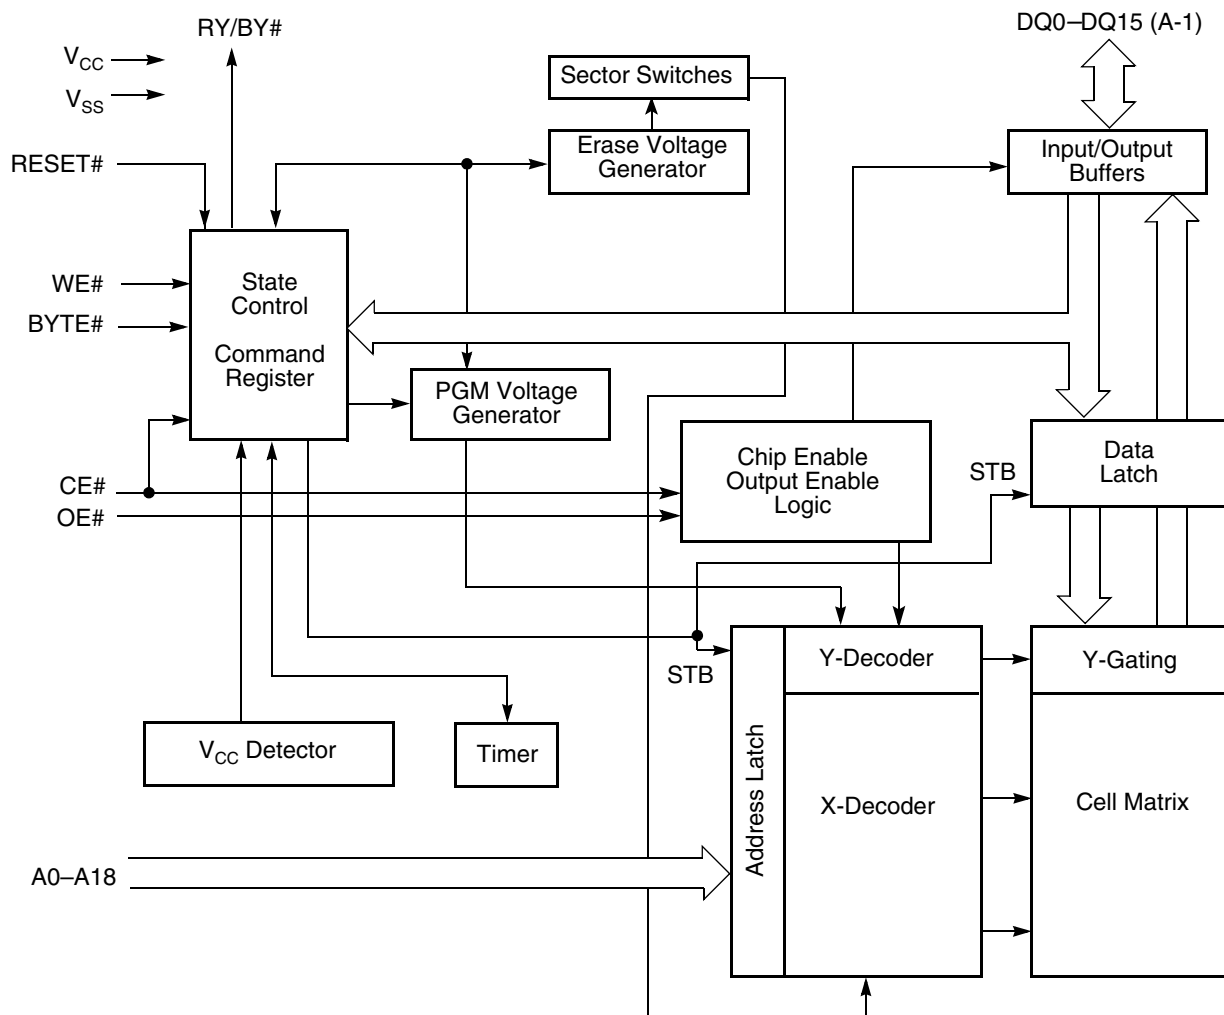 RY/BY#
DQ0–DQ15 (A-1)
VCC
VSS
Sector Switches
Erase Voltage
Generator
Input/Output
Buffers
RESET#
WE#
BYTE#
State
Control
Command
Register
PGM Voltage
Generator
Chip Enable
Output Enable
Logic
STB
Data
Latch
CE#
OE#
STB
Y-Decoder
Y-Gating
VCC Detector
Timer
Address Latch
X-Decoder
Cell Matrix
A0–A18